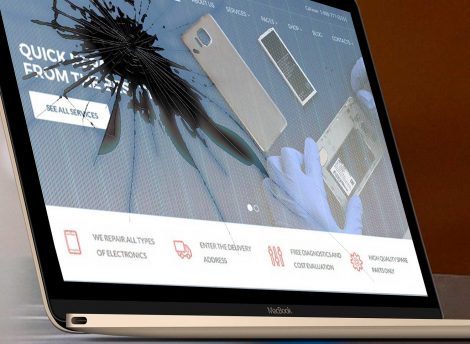 ABOUT US SERVICES PAGES SHOP BLOG CONTACTS
QUICK
FROM THE
SEE ALL SERVICES
WE REPAIR ALL TYPES
OF ELECTRONICS
ENTER THE DELIVERY
ADDRESS
FREE DIAGNOSTICS AND
COST EVALUATION
HIGH QUALITY SPARE
PARTS ONLY
MacBook